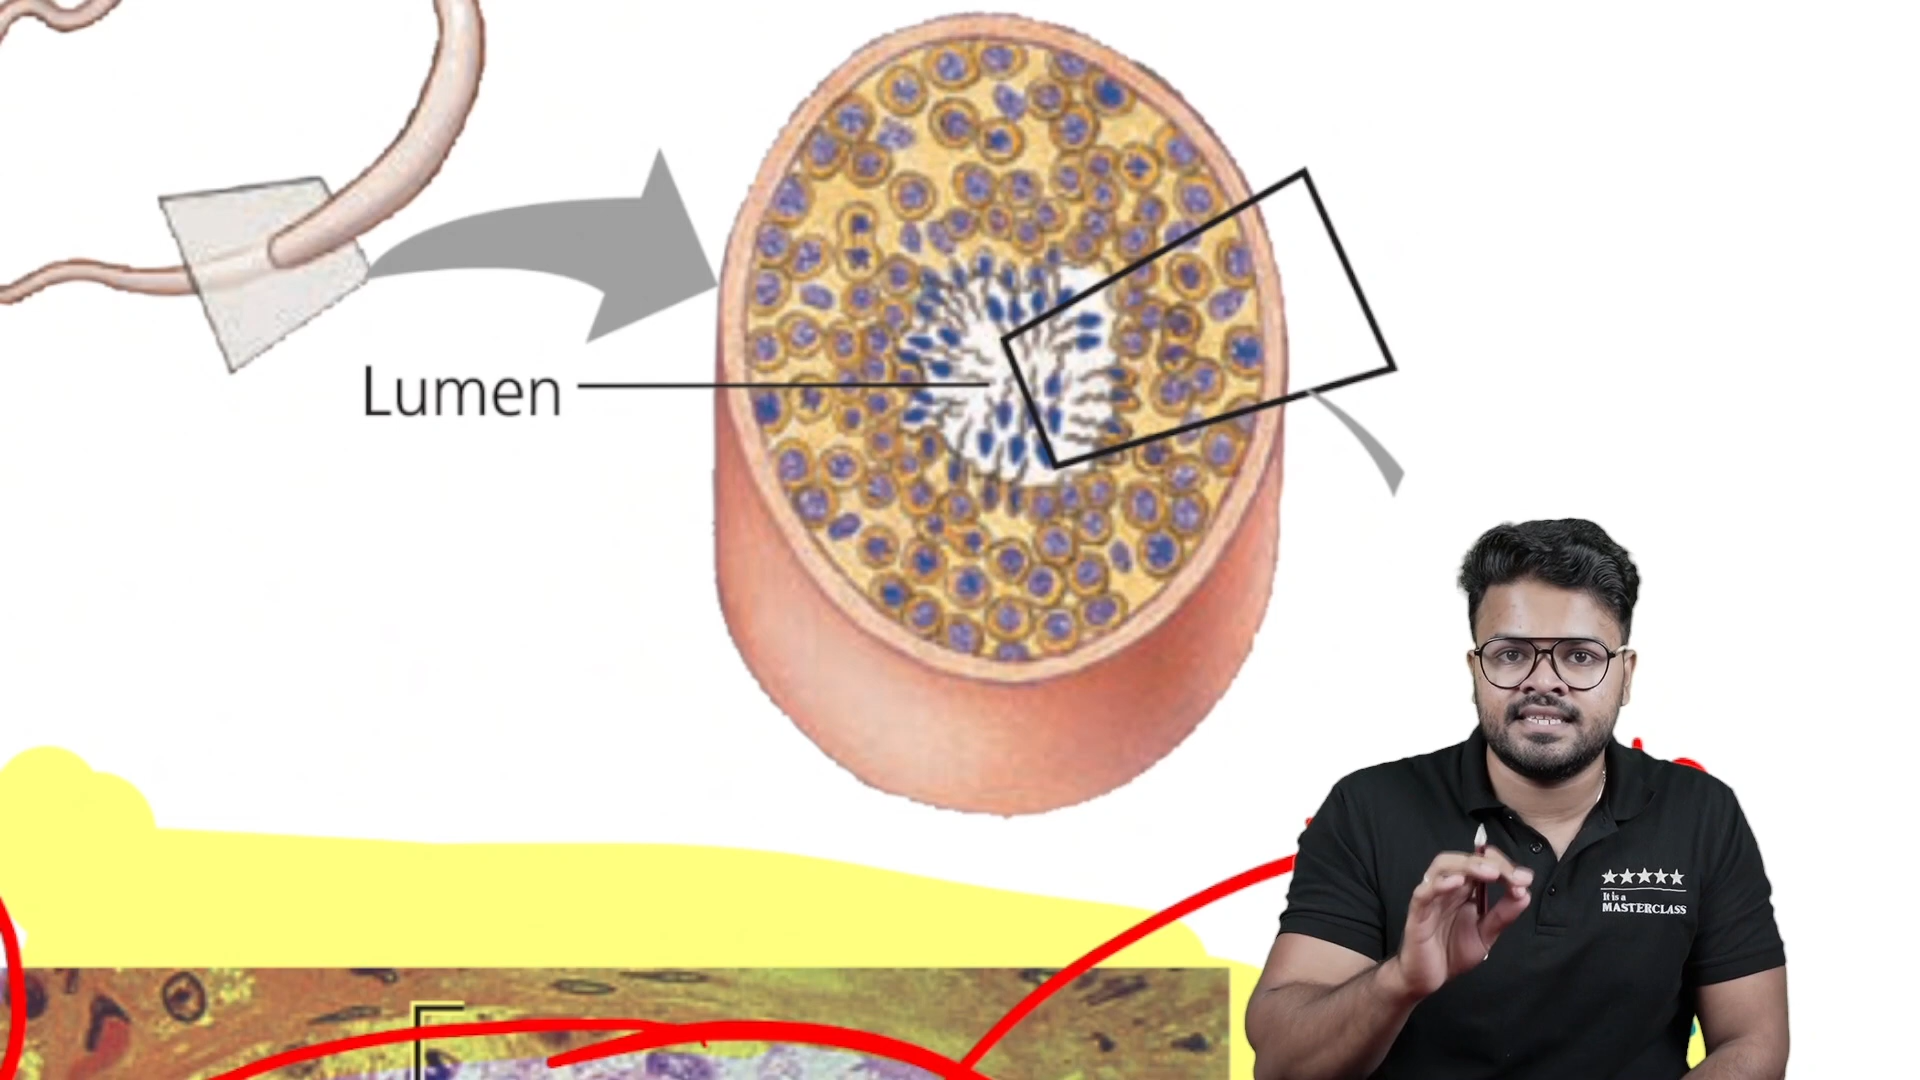 Lumen
★★★★★
It is a
MASTERCLASS